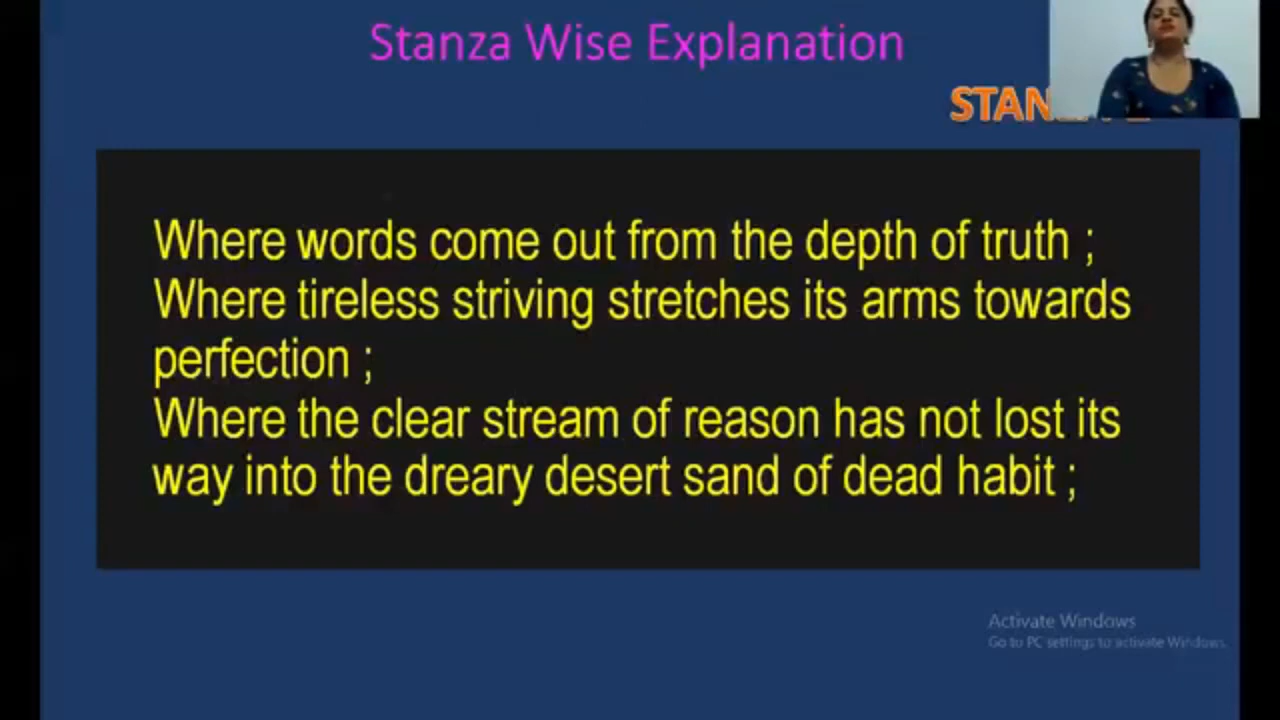 Stanza Wise Explanation
Where words come out from the depth of truth ;
Where tireless striving stretches its arms towards
perfection ;
Where the clear stream of reason has not lost its
way into the dreary desert sand of dead habit ;
Activate Windows
Go to PC settings to activate Windows.